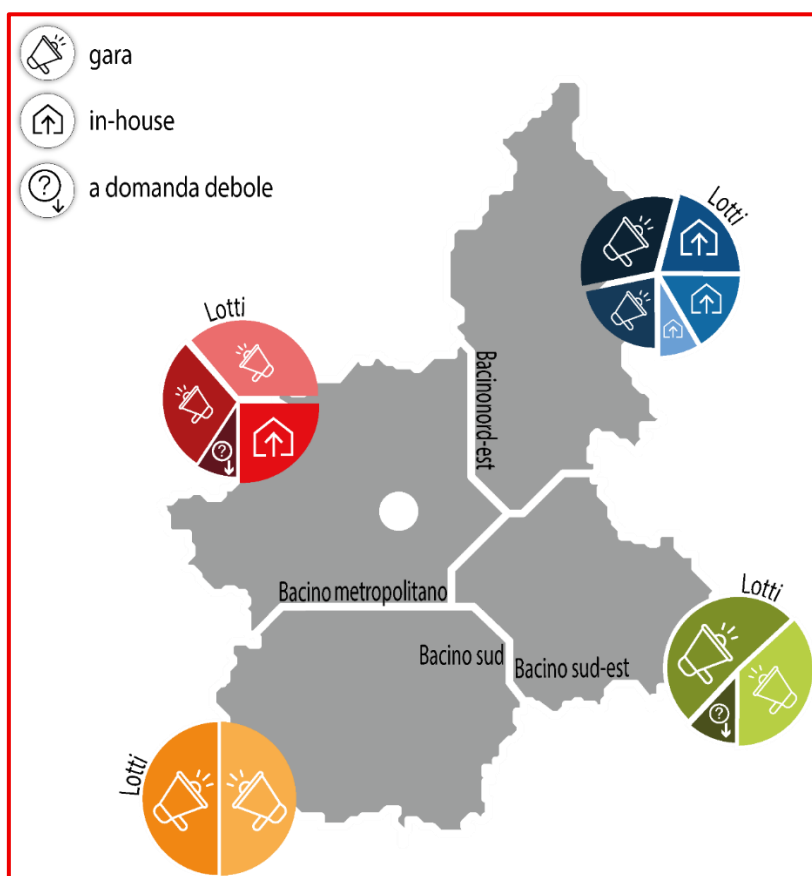 gara
in-house
a domanda debole
Lotti
Lotti
Bacinonord-est
Bacino metropolitano
Lotti
Bacino sud
Bacino sud-est
Lotti